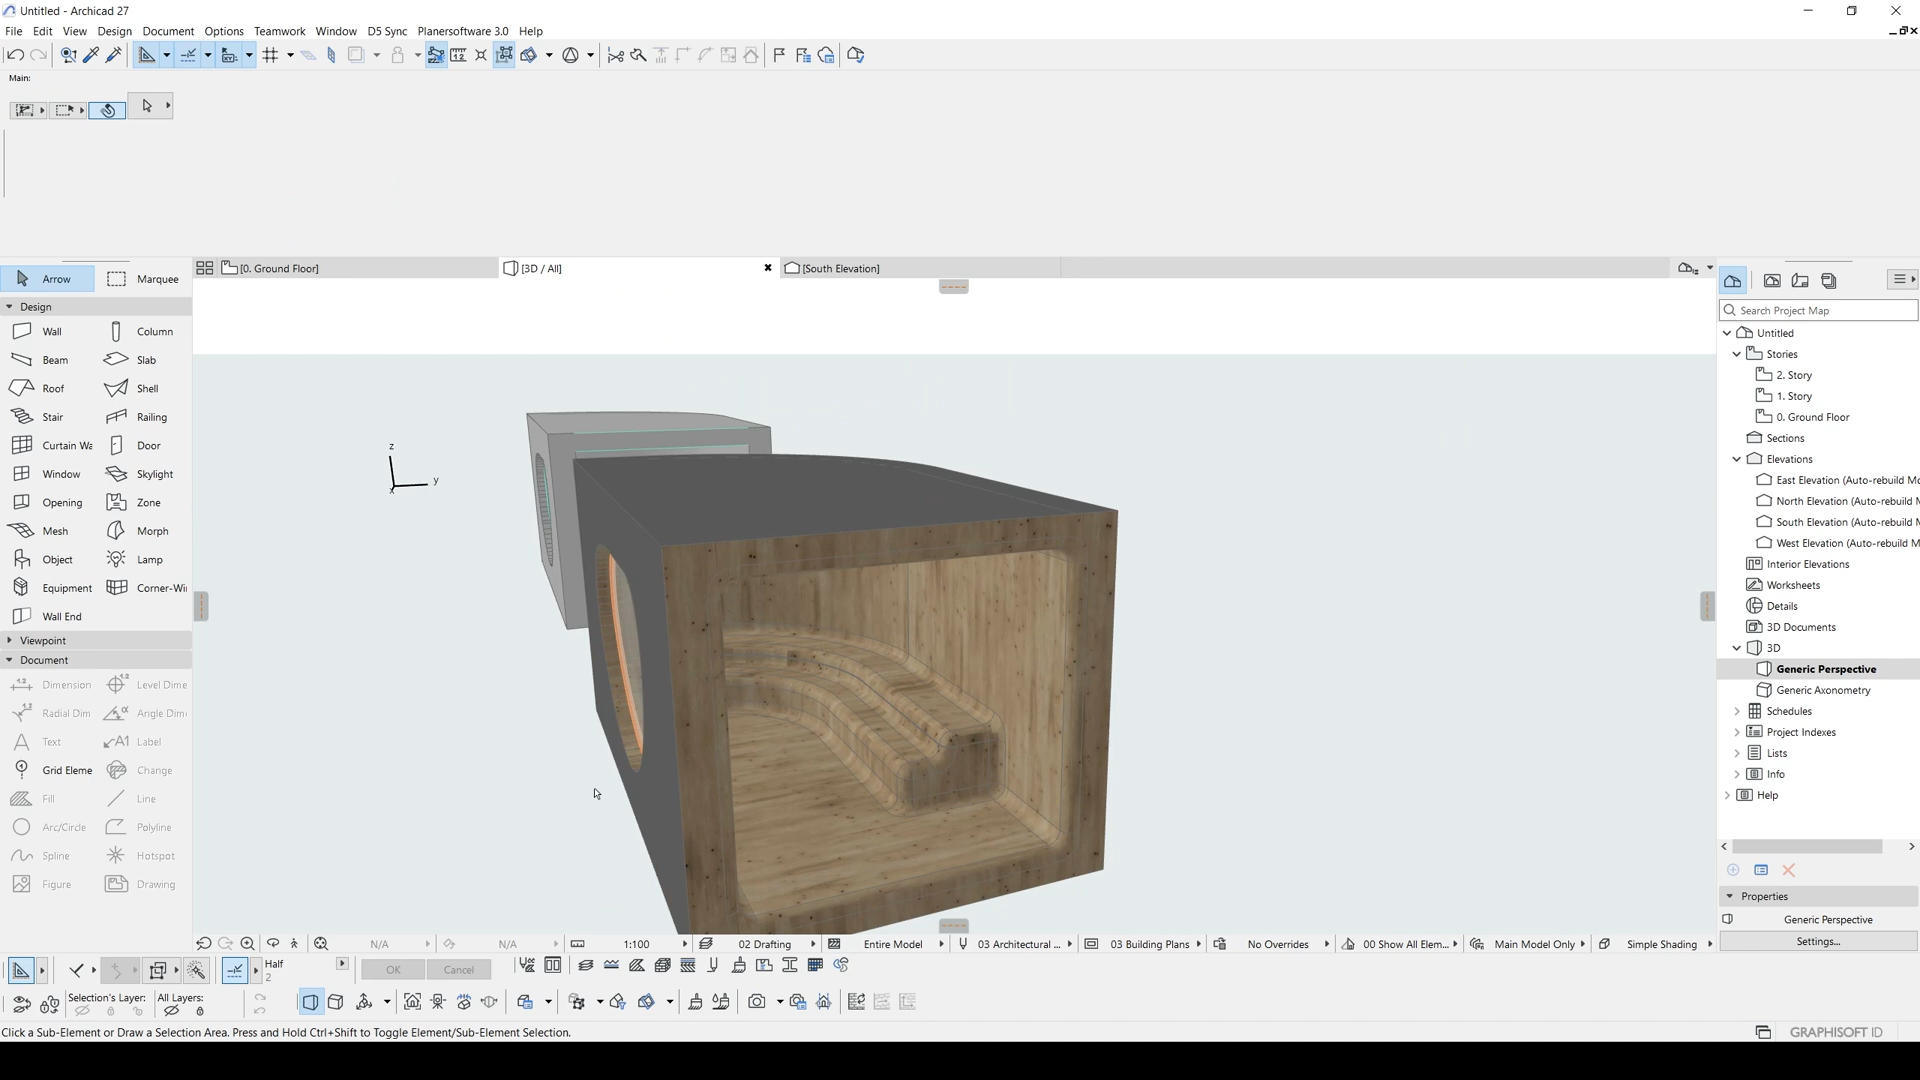 Untitled - Archicad 27
File Edit View Design Document Options Teamwork Window D5 Sync Planersoftware 3.0 Help
Main:
[0. Ground Floor]
[3D / All]
[South Elevation]
Arrow Marquee
Design
Wall Column
Beam Slab
Roof Shell
Stair Railing
Curtain Wa Door
Window Skylight
Opening Zone
Mesh Morph
Object Lamp
Equipment Corner-Wi
Wall End
Viewpoint
Document
Dimension Level Dime
Radial Dim Angle Dim
Text Label
Grid Eleme Change
Fill Line
Arc/Circle Polyline
Spline Hotspot
Figure Drawing
z
y
x
Search Project Map
Untitled
Stories
2. Story
1. Story
0. Ground Floor
Sections
Elevations
East Elevation (Auto-rebuild Mo
North Elevation (Auto-rebuild M
South Elevation (Auto-rebuild M
West Elevation (Auto-rebuild M
Interior Elevations
Worksheets
Details
3D Documents
3D
Generic Perspective
Generic Axonometry
Schedules
Project Indexes
Lists
Info
Help
Properties
Generic Perspective
Settings...
N/A N/A 1:100 02 Drafting Entire Model 03 Architectural ... 03 Building Plans No Overrides 00 Show All Elem... Main Model Only Simple Shading
Half
2
OK Cancel
Selection's Layer: All Layers:
Click a Sub-Element or Draw a Selection Area. Press and Hold Ctrl+Shift to Toggle Element/Sub-Element Selection.
GRAPHISOFT ID